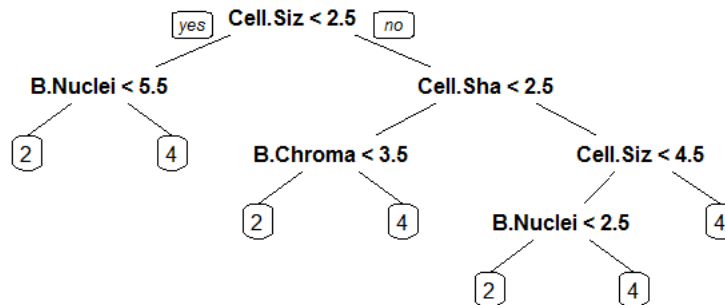 yes Cell.Siz < 2.5 no
B.Nuclei < 5.5 Cell.Sha < 2.5
2 4 B.Chroma < 3.5 Cell.Siz < 4.5
2 4 B.Nuclei < 2.5 4
2 4